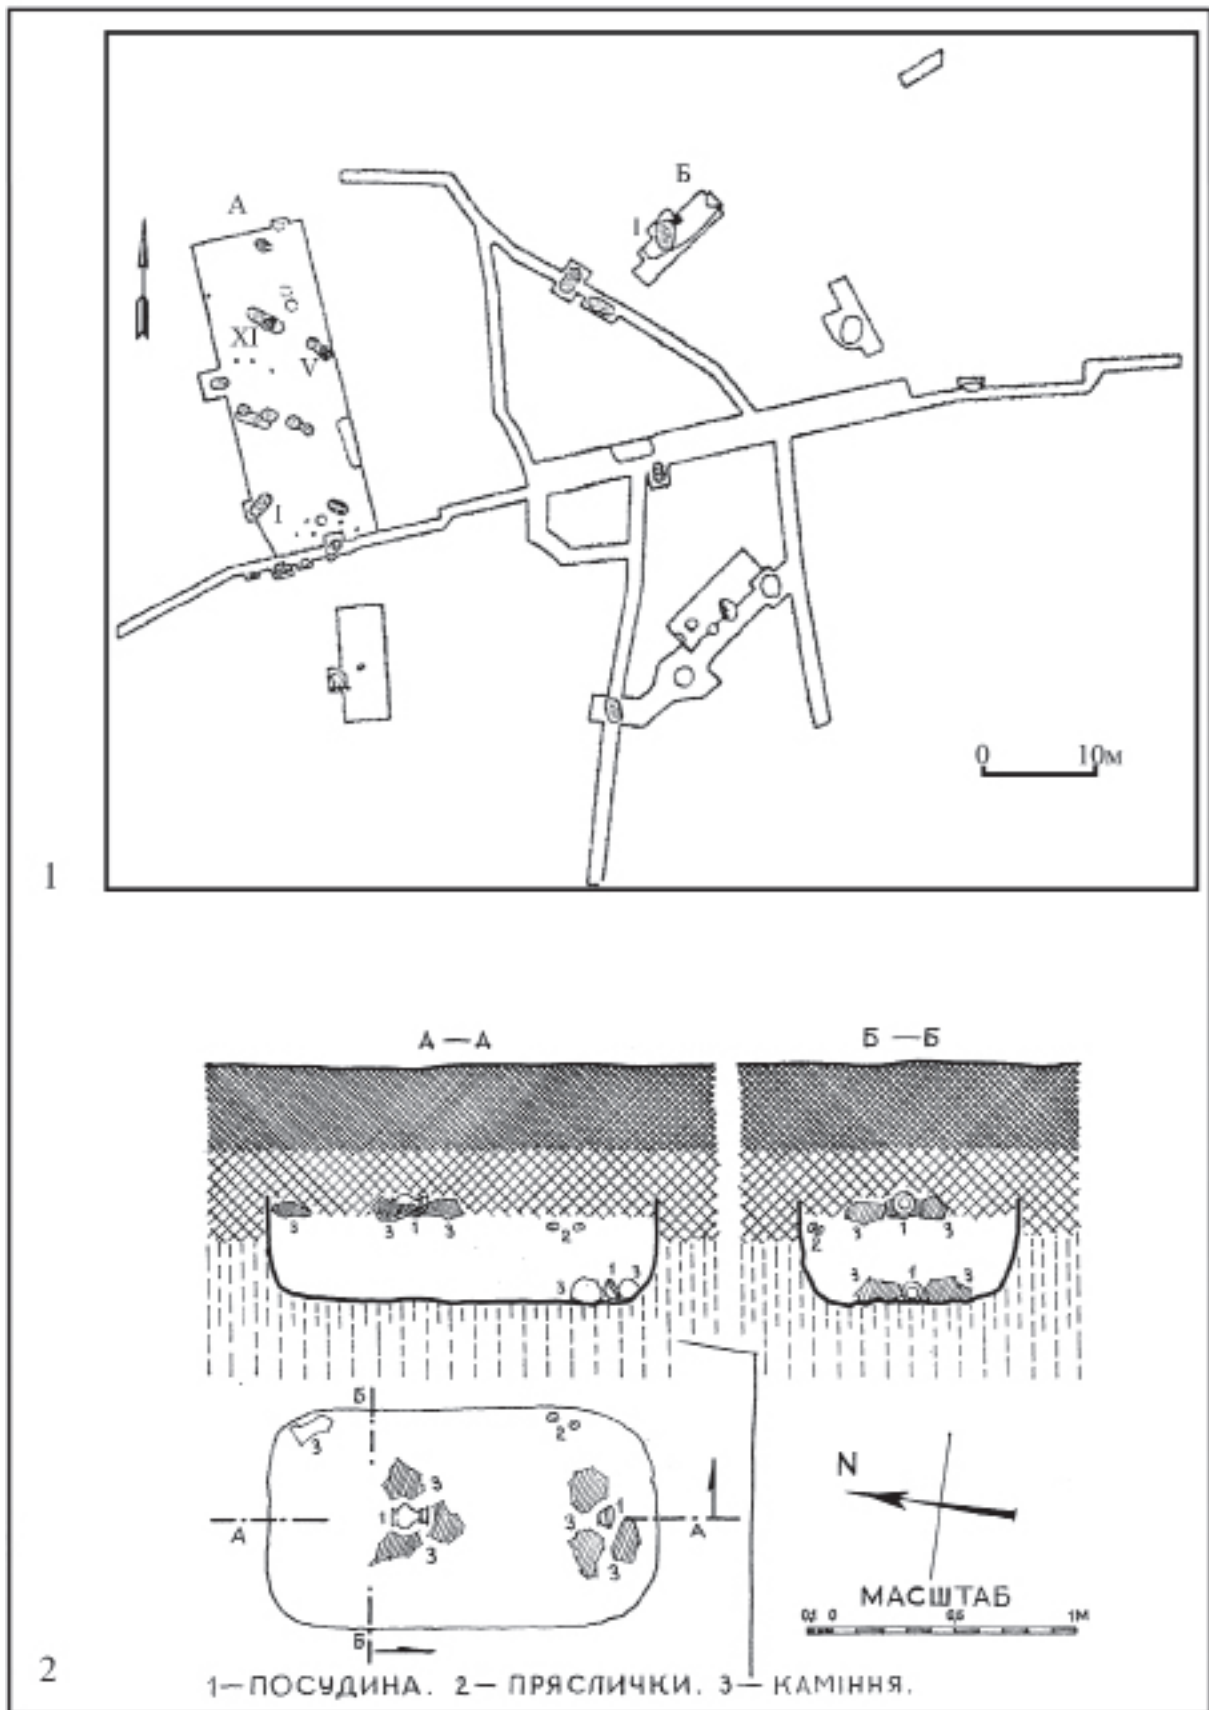 А
Б
I
XI
V
I
0 10м
1
А — А
Б — Б
3 3 1 3 2 3 1 3
3 1 3
2
3 1 3
Б
3 2
3
1 1
А 3 А
3 3
Б
N
МАСШТАБ
0,1 0 0,5 1М
2
1—ПОСУДИНА. 2— ПРЯСЛИЧКИ. 3— КАМІННЯ.